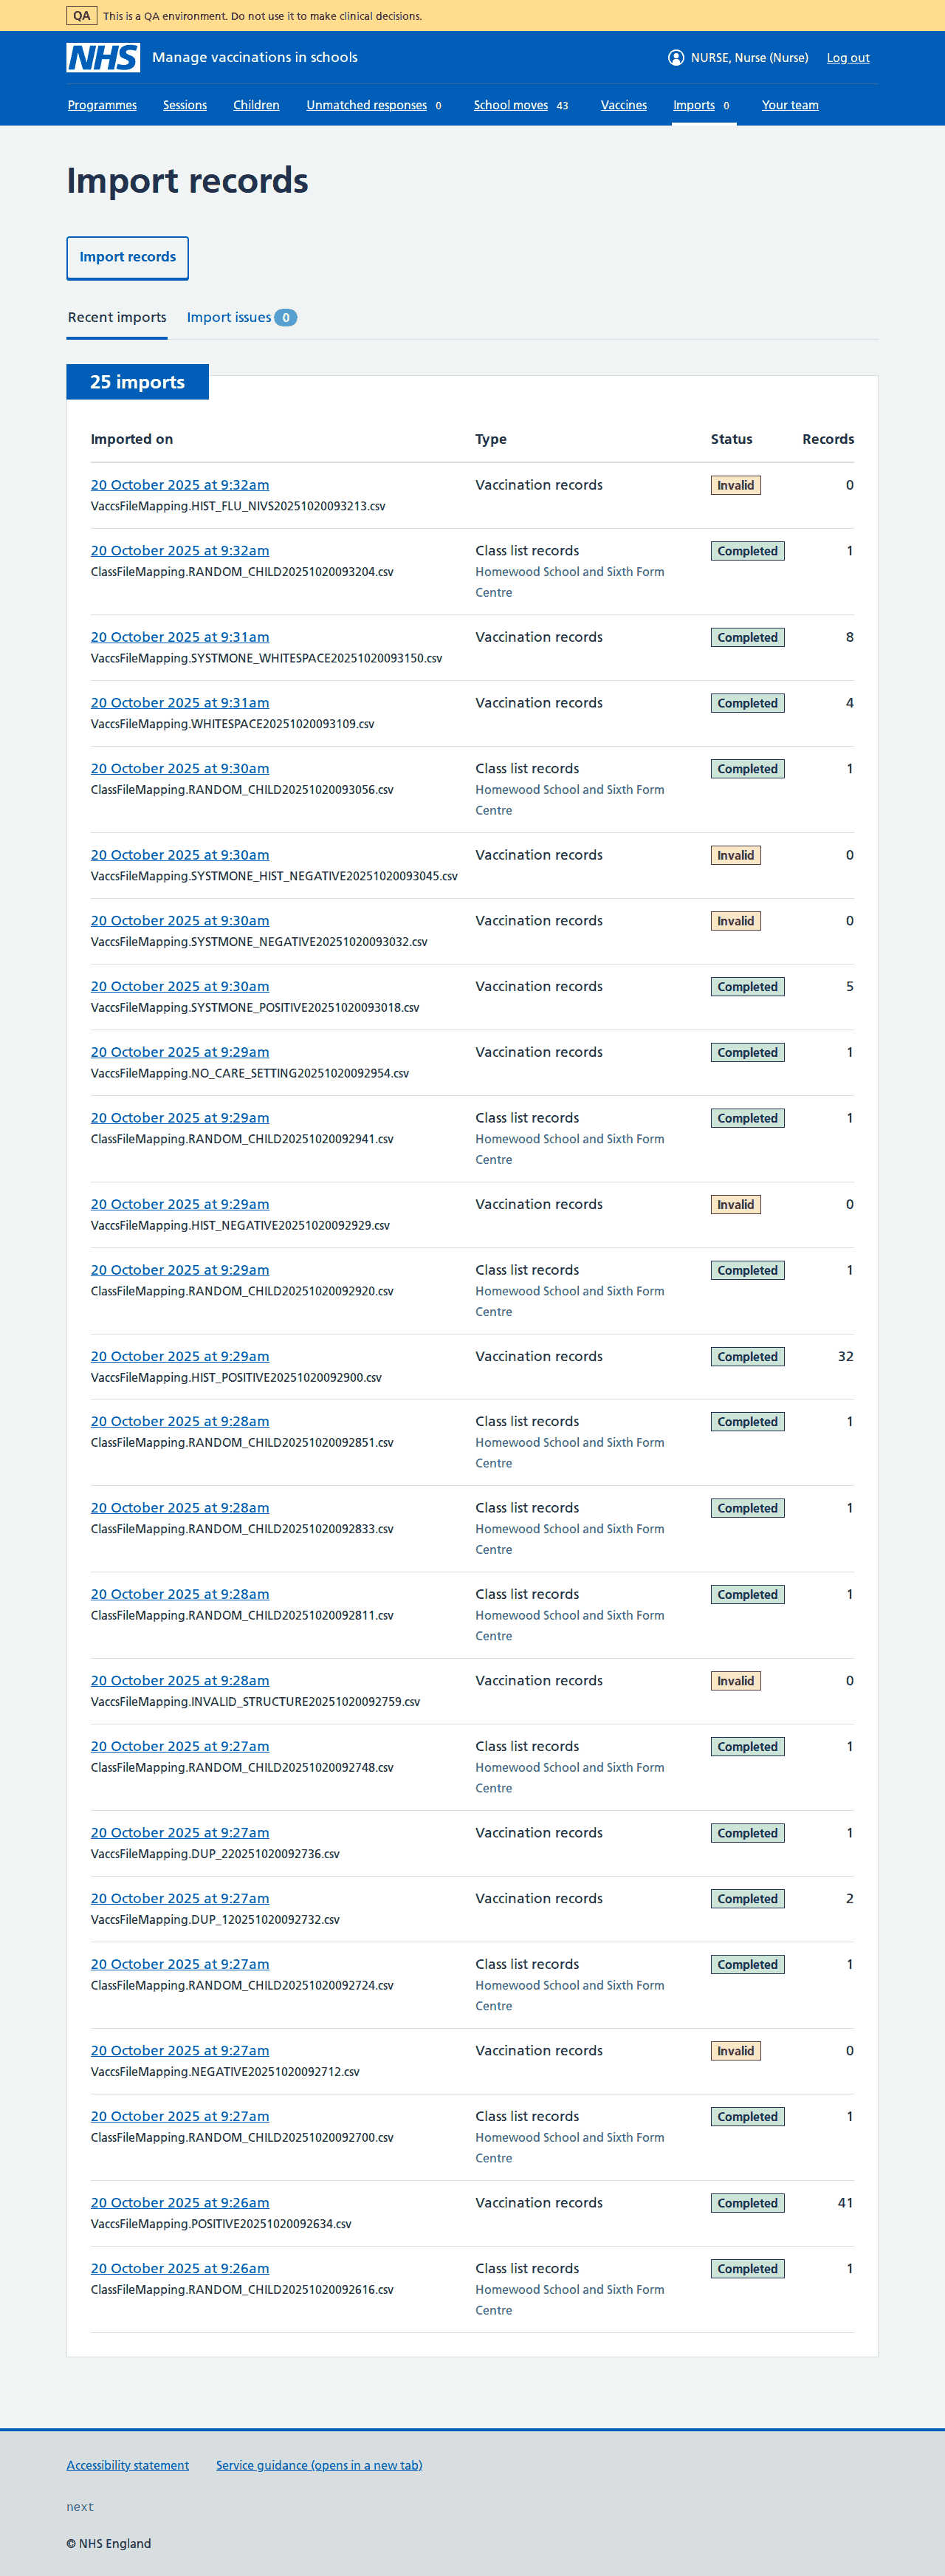 QA This is a QA environment. Do not use it to make clinical decisions.
NHS Manage vaccinations in schools NURSE, Nurse (Nurse) Log out
Programmes Sessions Children Unmatched responses 0 School moves 43 Vaccines Imports 0 Your team
Import records
Import records
Recent imports Import issues 0
25 imports
Imported on Type Status Records
20 October 2025 at 9:32am Vaccination records Invalid 0
VaccsFileMapping.HIST_FLU_NIVS20251020093213.csv
20 October 2025 at 9:32am Class list records Completed 1
ClassFileMapping.RANDOM_CHILD20251020093204.csv Homewood School and Sixth Form
Centre
20 October 2025 at 9:31am Vaccination records Completed 8
VaccsFileMapping.SYSTMONE_WHITESPACE20251020093150.csv
20 October 2025 at 9:31am Vaccination records Completed 4
VaccsFileMapping.WHITESPACE20251020093109.csv
20 October 2025 at 9:30am Class list records Completed 1
ClassFileMapping.RANDOM_CHILD20251020093056.csv Homewood School and Sixth Form
Centre
20 October 2025 at 9:30am Vaccination records Invalid 0
VaccsFileMapping.SYSTMONE_HIST_NEGATIVE20251020093045.csv
20 October 2025 at 9:30am Vaccination records Invalid 0
VaccsFileMapping.SYSTMONE_NEGATIVE20251020093032.csv
20 October 2025 at 9:30am Vaccination records Completed 5
VaccsFileMapping.SYSTMONE_POSITIVE20251020093018.csv
20 October 2025 at 9:29am Vaccination records Completed 1
VaccsFileMapping.NO_CARE_SETTING20251020092954.csv
20 October 2025 at 9:29am Class list records Completed 1
ClassFileMapping.RANDOM_CHILD20251020092941.csv Homewood School and Sixth Form
Centre
20 October 2025 at 9:29am Vaccination records Invalid 0
VaccsFileMapping.HIST_NEGATIVE20251020092929.csv
20 October 2025 at 9:29am Class list records Completed 1
ClassFileMapping.RANDOM_CHILD20251020092920.csv Homewood School and Sixth Form
Centre
20 October 2025 at 9:29am Vaccination records Completed 32
VaccsFileMapping.HIST_POSITIVE20251020092900.csv
20 October 2025 at 9:28am Class list records Completed 1
ClassFileMapping.RANDOM_CHILD20251020092851.csv Homewood School and Sixth Form
Centre
20 October 2025 at 9:28am Class list records Completed 1
ClassFileMapping.RANDOM_CHILD20251020092833.csv Homewood School and Sixth Form
Centre
20 October 2025 at 9:28am Class list records Completed 1
ClassFileMapping.RANDOM_CHILD20251020092811.csv Homewood School and Sixth Form
Centre
20 October 2025 at 9:28am Vaccination records Invalid 0
VaccsFileMapping.INVALID_STRUCTURE20251020092759.csv
20 October 2025 at 9:27am Class list records Completed 1
ClassFileMapping.RANDOM_CHILD20251020092748.csv Homewood School and Sixth Form
Centre
20 October 2025 at 9:27am Vaccination records Completed 1
VaccsFileMapping.DUP_220251020092736.csv
20 October 2025 at 9:27am Vaccination records Completed 2
VaccsFileMapping.DUP_120251020092732.csv
20 October 2025 at 9:27am Class list records Completed 1
ClassFileMapping.RANDOM_CHILD20251020092724.csv Homewood School and Sixth Form
Centre
20 October 2025 at 9:27am Vaccination records Invalid 0
VaccsFileMapping.NEGATIVE20251020092712.csv
20 October 2025 at 9:27am Class list records Completed 1
ClassFileMapping.RANDOM_CHILD20251020092700.csv Homewood School and Sixth Form
Centre
20 October 2025 at 9:26am Vaccination records Completed 41
VaccsFileMapping.POSITIVE20251020092634.csv
20 October 2025 at 9:26am Class list records Completed 1
ClassFileMapping.RANDOM_CHILD20251020092616.csv Homewood School and Sixth Form
Centre
Accessibility statement Service guidance (opens in a new tab)
next
© NHS England